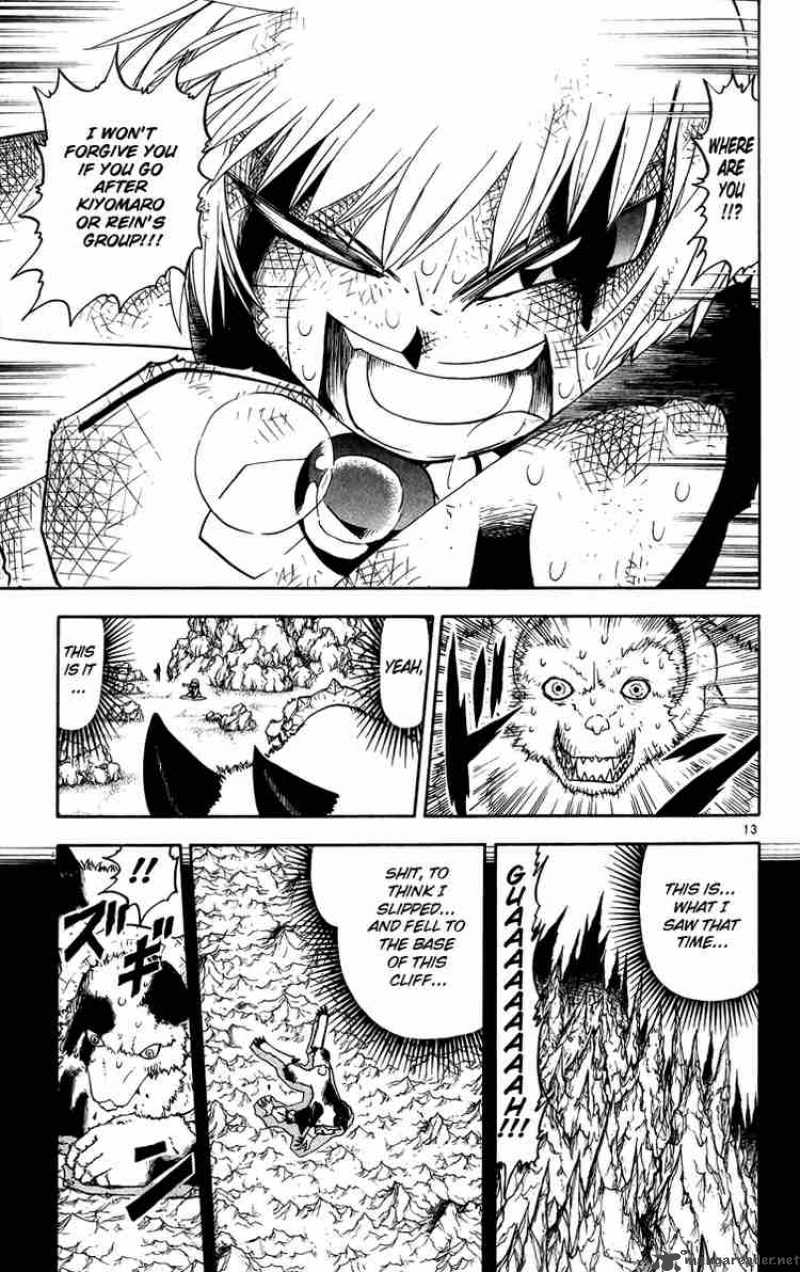 WHERE
ARE
YOU
!!?
I WON'T
FORGIVE YOU
IF YOU GO
AFTER
KIYOMARO
OR REIN'S
GROUP!!!
YEAH,
THIS
IS IT
...
13
THIS IS...
WHAT I
SAW THAT
TIME...
GUAAAAAAAAAH!!!
SHIT, TO
THINK I
SLIPPED...
AND FELL TO
THE BASE
OF THIS
CLIFF...
!!
ズギ
mangareader.net